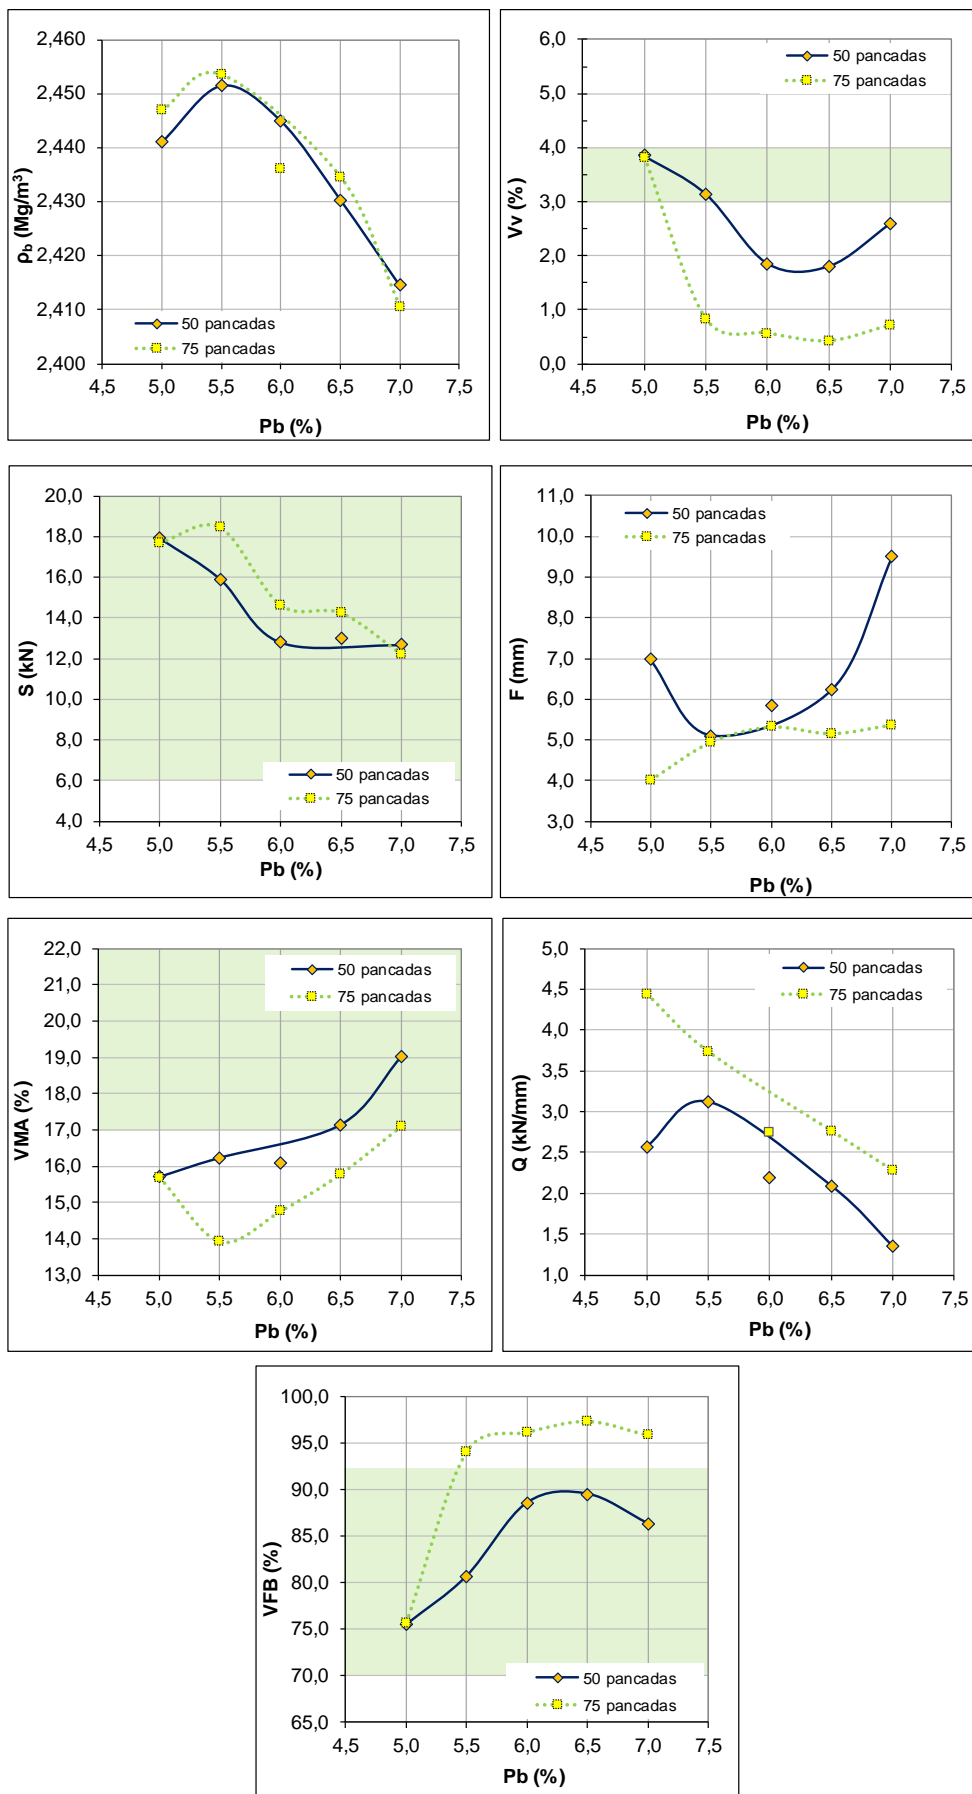 2,460
2,450
2,440
2,430
2,420
2,410
2,400
ρb (Mg/m³)
50 pancadas
75 pancadas
4,5 5,0 5,5 6,0 6,5 7,0 7,5
Pb (%)
6,0
5,0
4,0
3,0
2,0
1,0
0,0
Vv (%)
50 pancadas
75 pancadas
4,5 5,0 5,5 6,0 6,5 7,0 7,5
Pb (%)
20,0
18,0
16,0
14,0
12,0
10,0
8,0
6,0
4,0
S (kN)
50 pancadas
75 pancadas
4,5 5,0 5,5 6,0 6,5 7,0 7,5
Pb (%)
11,0
10,0
9,0
8,0
7,0
6,0
5,0
4,0
3,0
F (mm)
50 pancadas
75 pancadas
4,5 5,0 5,5 6,0 6,5 7,0 7,5
Pb (%)
22,0
21,0
20,0
19,0
18,0
17,0
16,0
15,0
14,0
13,0
VMA (%)
50 pancadas
75 pancadas
4,5 5,0 5,5 6,0 6,5 7,0 7,5
Pb (%)
5,0
4,5
4,0
3,5
3,0
2,5
2,0
1,5
1,0
Q (kN/mm)
50 pancadas
75 pancadas
4,5 5,0 5,5 6,0 6,5 7,0 7,5
Pb (%)
100,0
95,0
90,0
85,0
80,0
75,0
70,0
65,0
VFB (%)
50 pancadas
75 pancadas
4,5 5,0 5,5 6,0 6,5 7,0 7,5
Pb (%)